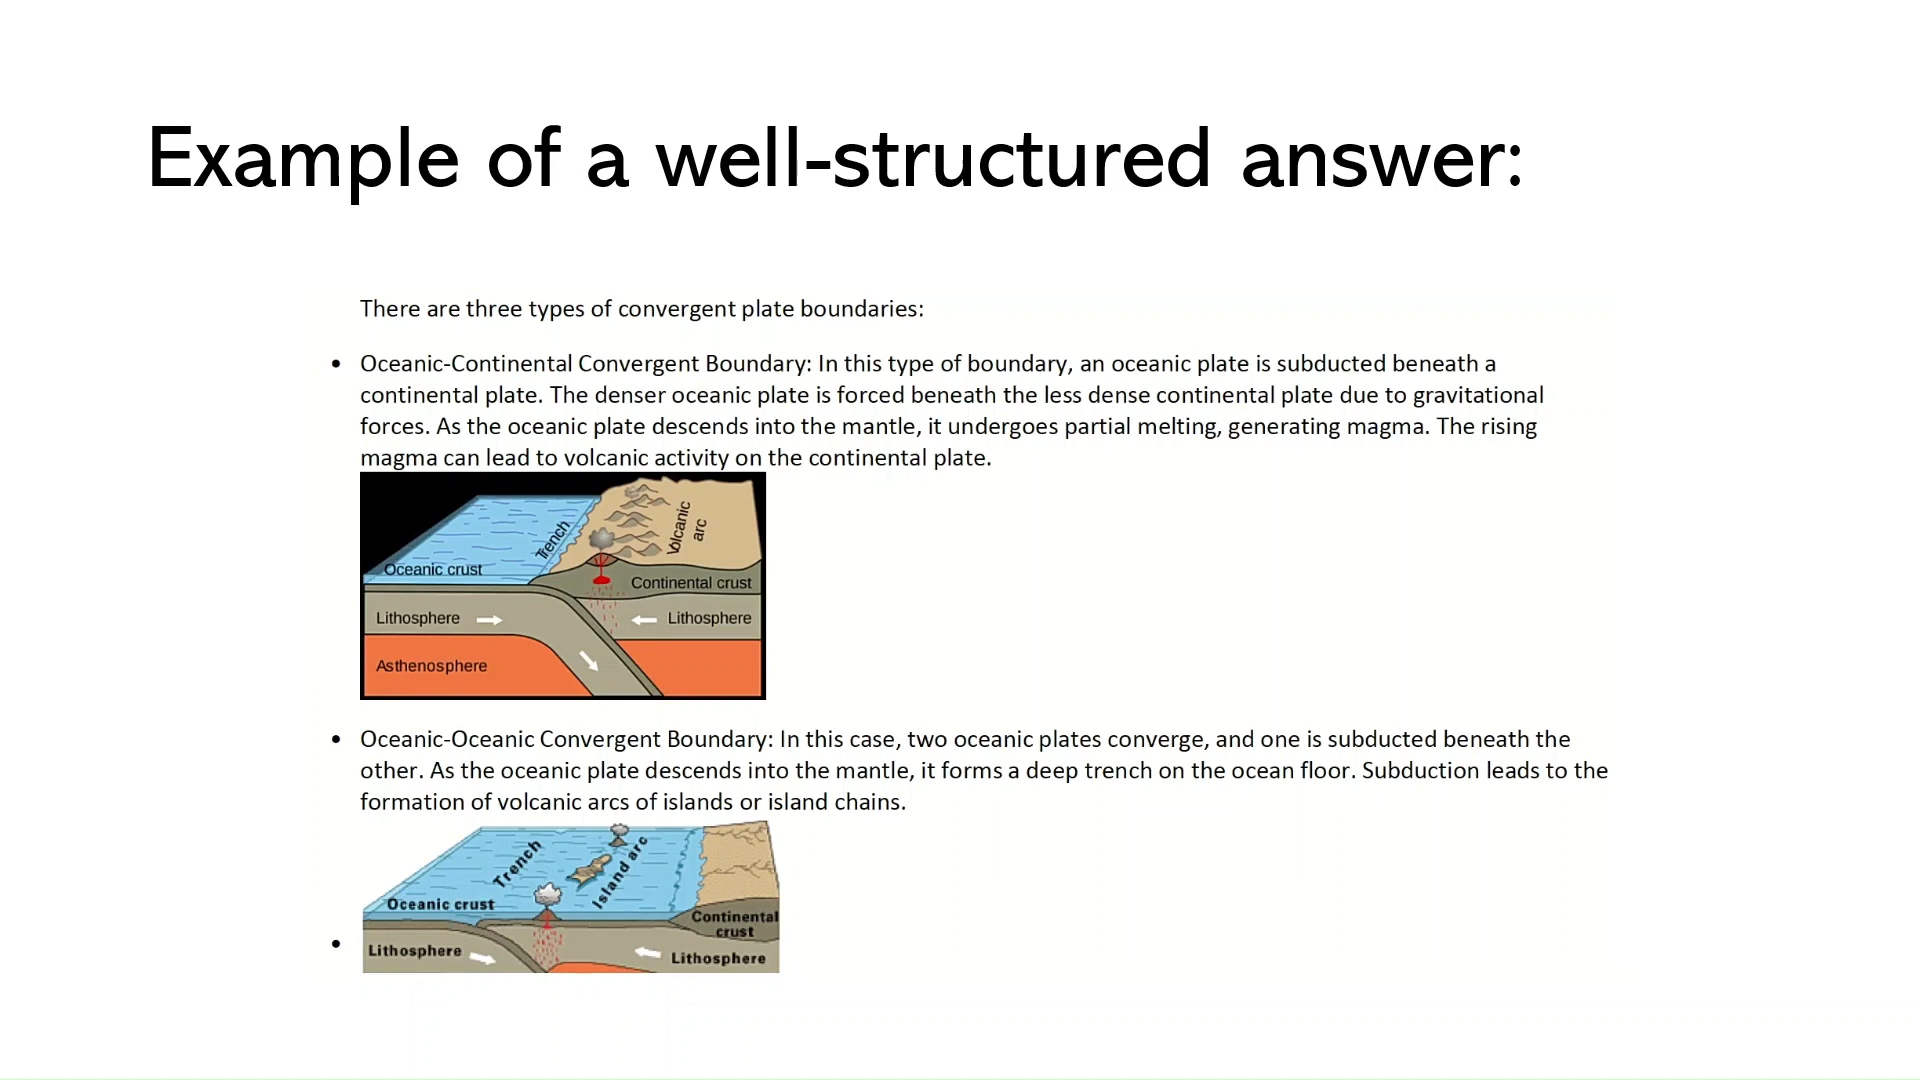 Example of a well-structured answer:
There are three types of convergent plate boundaries:
• Oceanic-Continental Convergent Boundary: In this type of boundary, an oceanic plate is subducted beneath a
continental plate. The denser oceanic plate is forced beneath the less dense continental plate due to gravitational
forces. As the oceanic plate descends into the mantle, it undergoes partial melting, generating magma. The rising
magma can lead to volcanic activity on the continental plate.
Trench
Volcanic
arc
Oceanic crust
Continental crust
Lithosphere
Lithosphere
Asthenosphere
• Oceanic-Oceanic Convergent Boundary: In this case, two oceanic plates converge, and one is subducted beneath the
other. As the oceanic plate descends into the mantle, it forms a deep trench on the ocean floor. Subduction leads to the
formation of volcanic arcs of islands or island chains.
Trench
Island arc
Oceanic crust
Continental
crust
•
Lithosphere
Lithosphere